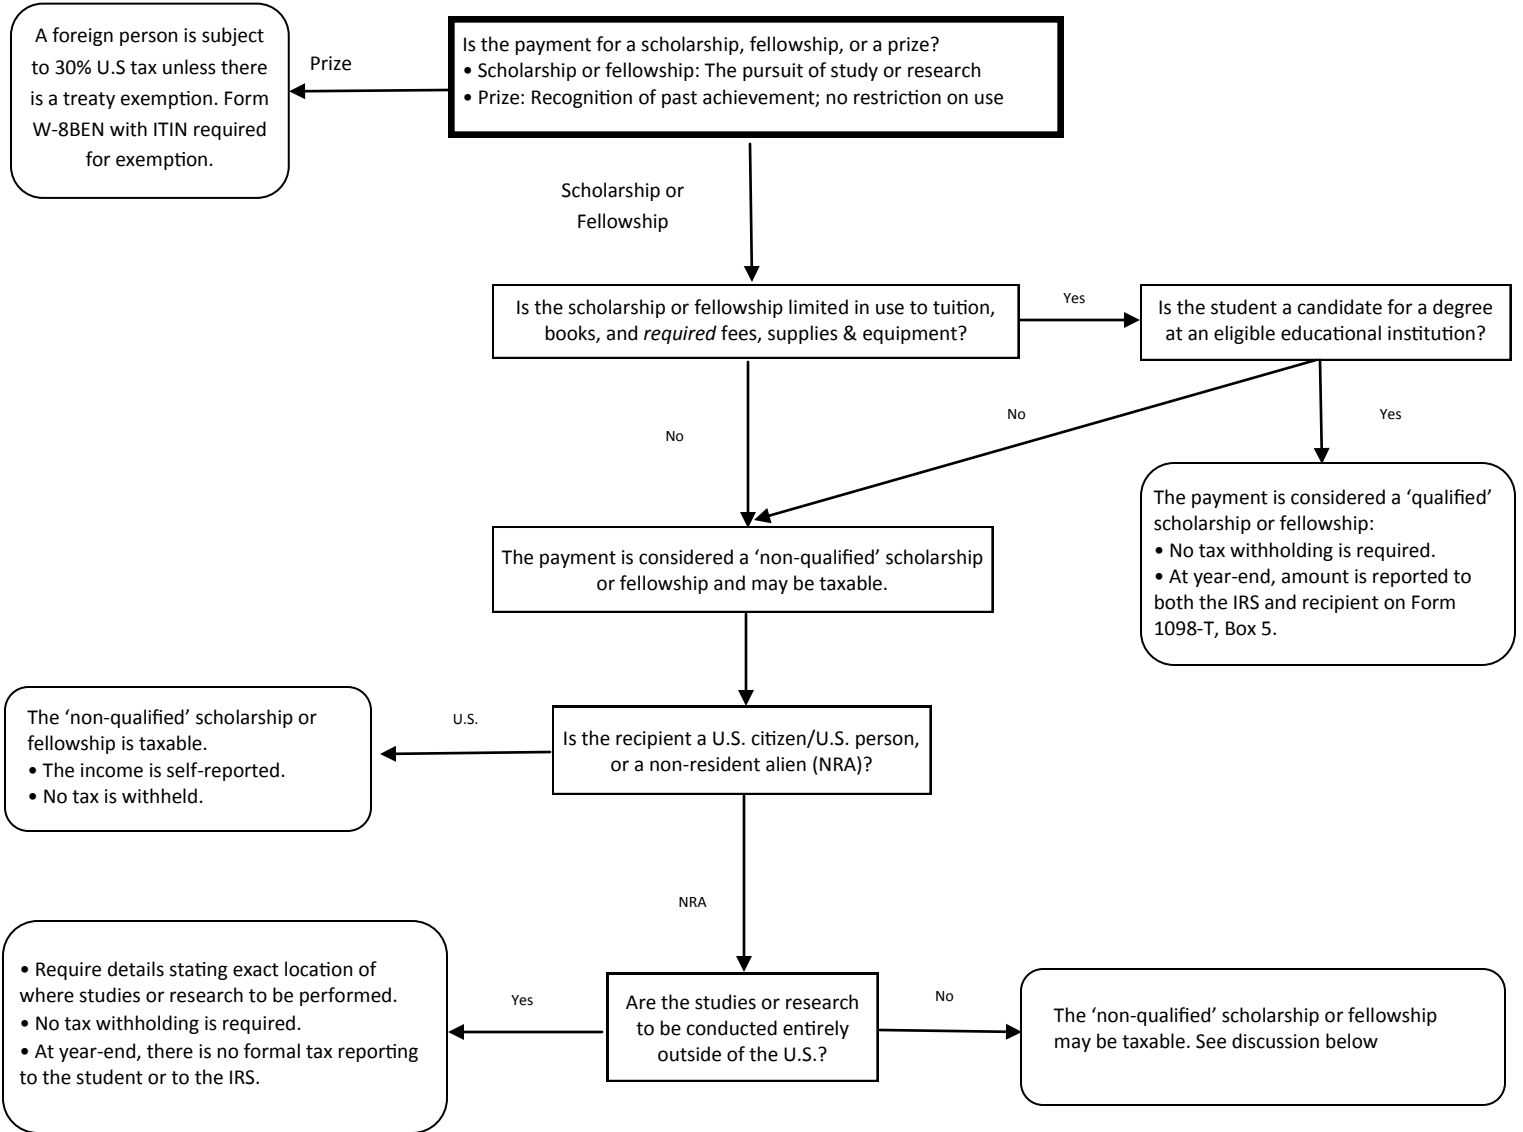 A foreign person is subject
to 30% U.S tax unless there
is a treaty exemption. Form
W-8BEN with ITIN required
for exemption.
Prize
Is the payment for a scholarship, fellowship, or a prize?
• Scholarship or fellowship: The pursuit of study or research
• Prize: Recognition of past achievement; no restriction on use
Scholarship or
Fellowship
Is the scholarship or fellowship limited in use to tuition,
books, and required fees, supplies & equipment?
Yes
Is the student a candidate for a degree
at an eligible educational institution?
No
No
Yes
The payment is considered a ‘qualified’
scholarship or fellowship:
• No tax withholding is required.
• At year-end, amount is reported to
both the IRS and recipient on Form
1098-T, Box 5.
The payment is considered a ‘non-qualified’ scholarship
or fellowship and may be taxable.
The ‘non-qualified’ scholarship or
fellowship is taxable.
• The income is self-reported.
• No tax is withheld.
U.S.
Is the recipient a U.S. citizen/U.S. person,
or a non-resident alien (NRA)?
NRA
• Require details stating exact location of
where studies or research to be performed.
• No tax withholding is required.
• At year-end, there is no formal tax reporting
to the student or to the IRS.
Yes
Are the studies or research
to be conducted entirely
outside of the U.S.?
No
The ‘non-qualified’ scholarship or fellowship
may be taxable. See discussion below